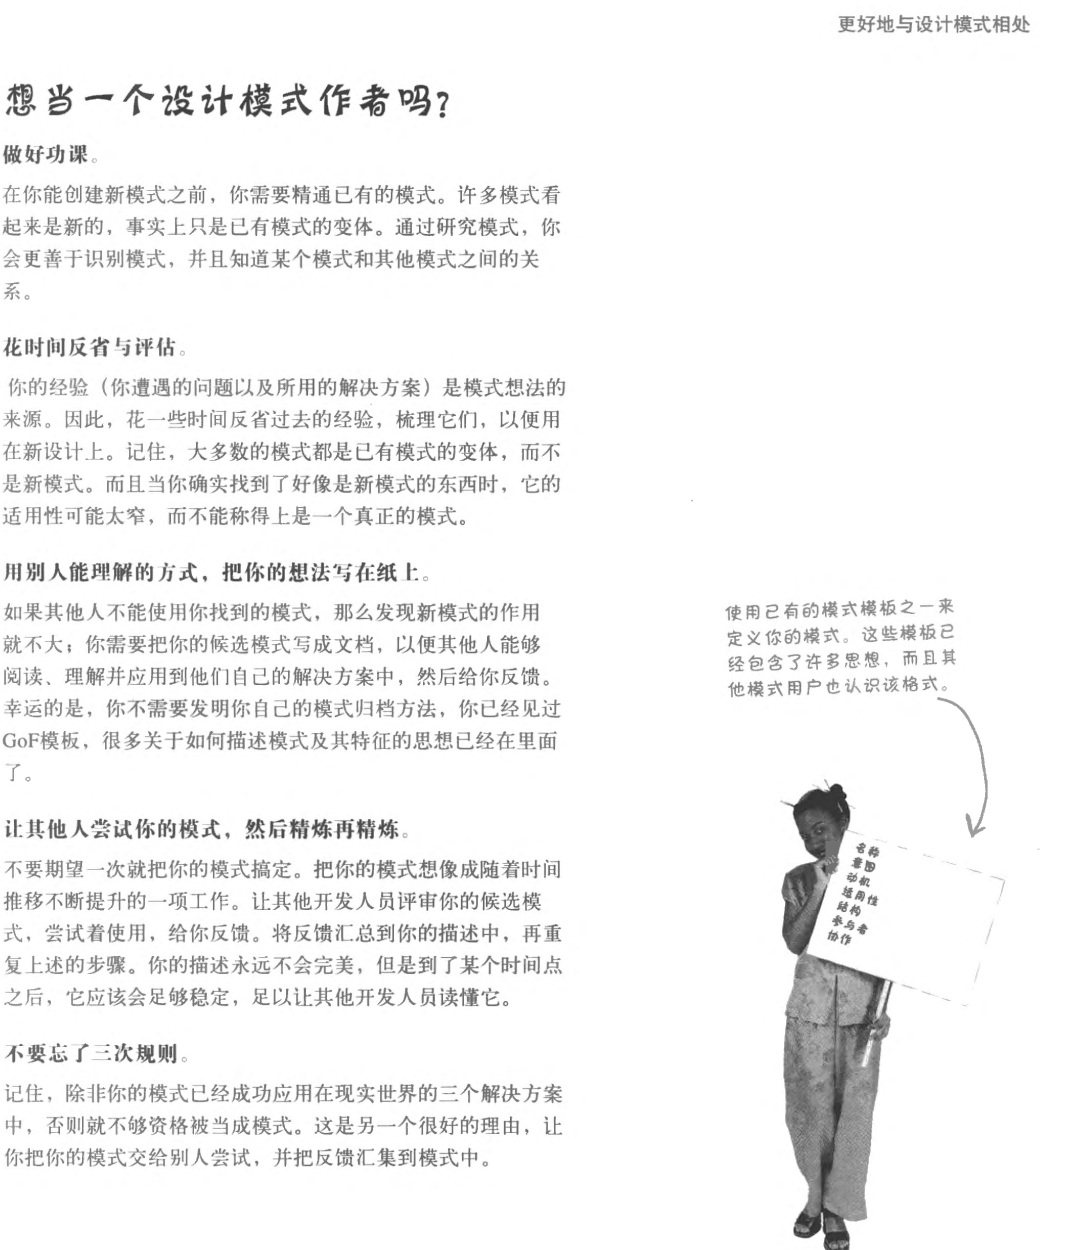 更好地与设计模式相处
想当一个设计模式作者吗？
做好功课。
在你能创建新模式之前，你需要精通已有的模式。许多模式看
起来是新的，事实上只是已有模式的变体。通过研究模式，你
会更善于识别模式，并且知道某个模式和其他模式之间的关
系。
花时间反省与评估。
你的经验（你遭遇的问题以及所用的解决方案）是模式想法的
来源。因此，花一些时间反省过去的经验，梳理它们，以便用
在新设计上。记住，大多数的模式都是已有模式的变体，而不
是新模式。而且当你确实找到了好像是新模式的东西时，它的
适用性可能太窄，而不能称得上是一个真正的模式。
用别人能理解的方式，把你的想法写在纸上。
如果其他人不能使用你找到的模式，那么发现新模式的作用
就不大；你需要把你的候选模式写成文档，以便其他人能够
阅读、理解并应用到他们自己的解决方案中，然后给你反馈。
幸运的是，你不需要发明你自己的模式归档方法，你已经见过
GoF模板，很多关于如何描述模式及其特征的思想已经在里面
了。
让其他人尝试你的模式，然后精炼再精炼。
不要期望一次就把你的模式搞定。把你的模式想像成随着时间
推移不断提升的一项工作。让其他开发人员评审你的候选模
式，尝试着使用，给你反馈。将反馈汇总到你的描述中，再重
复上述的步骤。你的描述永远不会完美，但是到了某个时间点
之后，它应该会足够稳定，足以让其他开发人员读懂它。
不要忘了三次规则。
记住，除非你的模式已经成功应用在现实世界的三个解决方案
中，否则就不够资格被当成模式。这是另一个很好的理由，让
你把你的模式交给别人尝试，并把反馈汇集到模式中。
使用已有的模式模板之一来
定义你的模式。这些模板已
经包含了许多思想，而且其
他模式用户也认识该格式。
名称
意图
动机
适用性
结构
参与者
协作